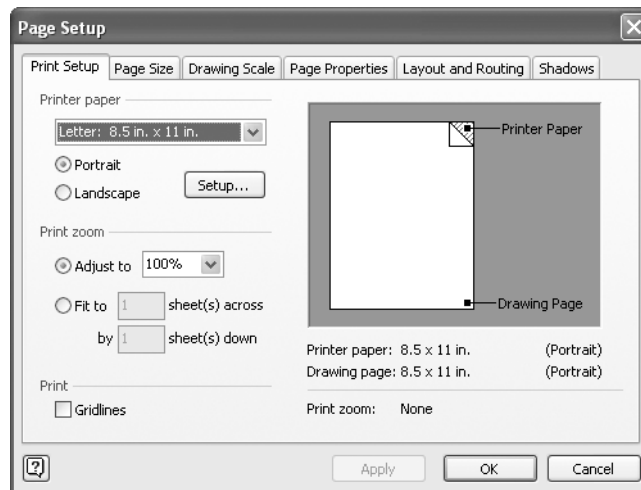 Page Setup
Print Setup Page Size Drawing Scale Page Properties Layout and Routing Shadows
Printer paper
Letter: 8.5 in. x 11 in.
Portrait
Landscape
Setup...
Print zoom
Adjust to 100%
Fit to 1 sheet(s) across
by 1 sheet(s) down
Print
Gridlines
Printer Paper
Drawing Page
Printer paper: 8.5 x 11 in. (Portrait)
Drawing page: 8.5 x 11 in. (Portrait)
Print zoom: None
?
Apply OK Cancel